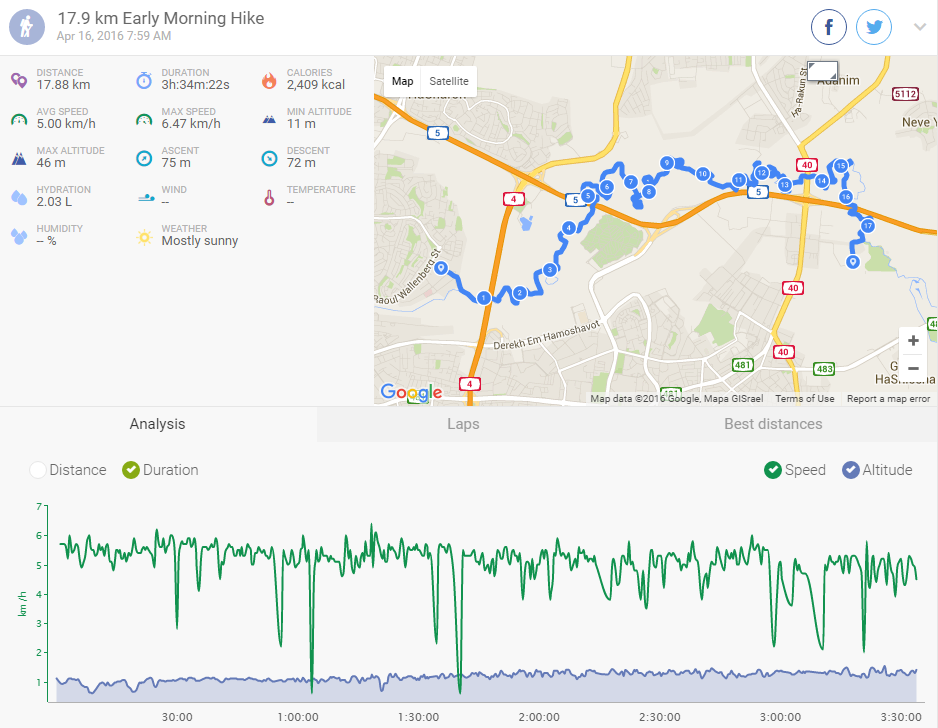 17.9 km Early Morning Hike
Apr 16, 2016 7:59 AM
DISTANCE
17.88 km
DURATION
3h:34m:22s
CALORIES
2,409 kcal
AVG SPEED
5.00 km/h
MAX SPEED
6.47 km/h
MIN ALTITUDE
11 m
MAX ALTITUDE
46 m
ASCENT
75 m
DESCENT
72 m
HYDRATION
2.03 L
WIND
--
TEMPERATURE
--
HUMIDITY
-- %
WEATHER
Mostly sunny
Map
Satellite
Ha-Rakun St
Adanim
5112
Neve Y
5
40
4
5
5
Raoul Wallenberg St
1
2
3
4
5
6
7
8
9
10
11
12
13
14
15
16
17
40
Derekh Em Hamoshavot
40
481
483
4
+
−
Google
Map data ©2016 Google, Mapa GISrael
Terms of Use
Report a map error
Analysis
Laps
Best distances
Distance
Duration
Speed
Altitude
km/h
7
6
5
4
3
2
1
30:00
1:00:00
1:30:00
2:00:00
2:30:00
3:00:00
3:30:00